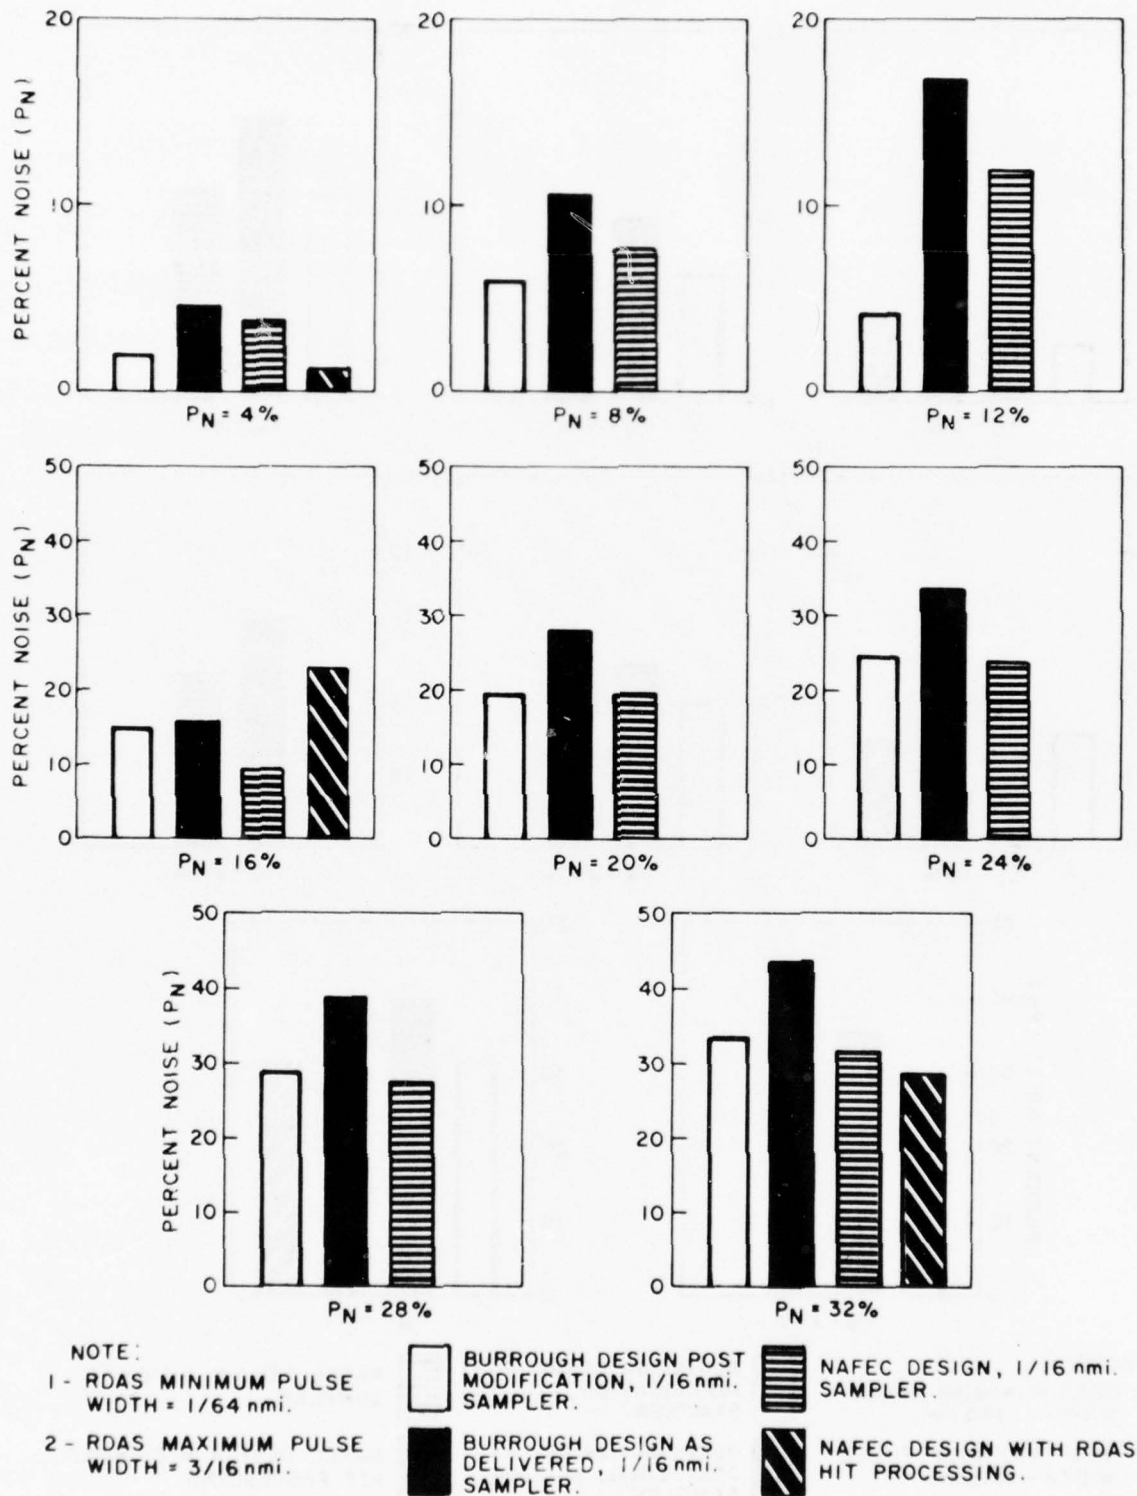 PERCENT NOISE (PN)
20
10
0
PN = 4%
20
10
0
PN = 8%
20
10
0
PN = 12%
PERCENT NOISE (PN)
50
40
30
20
10
0
PN = 16%
50
40
30
20
10
0
PN = 20%
50
40
30
20
10
0
PN = 24%
PERCENT NOISE (PN)
50
40
30
20
10
0
PN = 28%
50
40
30
20
10
0
PN = 32%
NOTE:
1 - RDAS MINIMUM PULSE
WIDTH = 1/64 nmi.
2 - RDAS MAXIMUM PULSE
WIDTH = 3/16 nmi.
BURROUGH DESIGN POST
MODIFICATION, 1/16 nmi.
SAMPLER.
BURROUGH DESIGN AS
DELIVERED, 1/16 nmi.
SAMPLER.
NAFEC DESIGN, 1/16 nmi.
SAMPLER.
NAFEC DESIGN WITH RDAS
HIT PROCESSING.